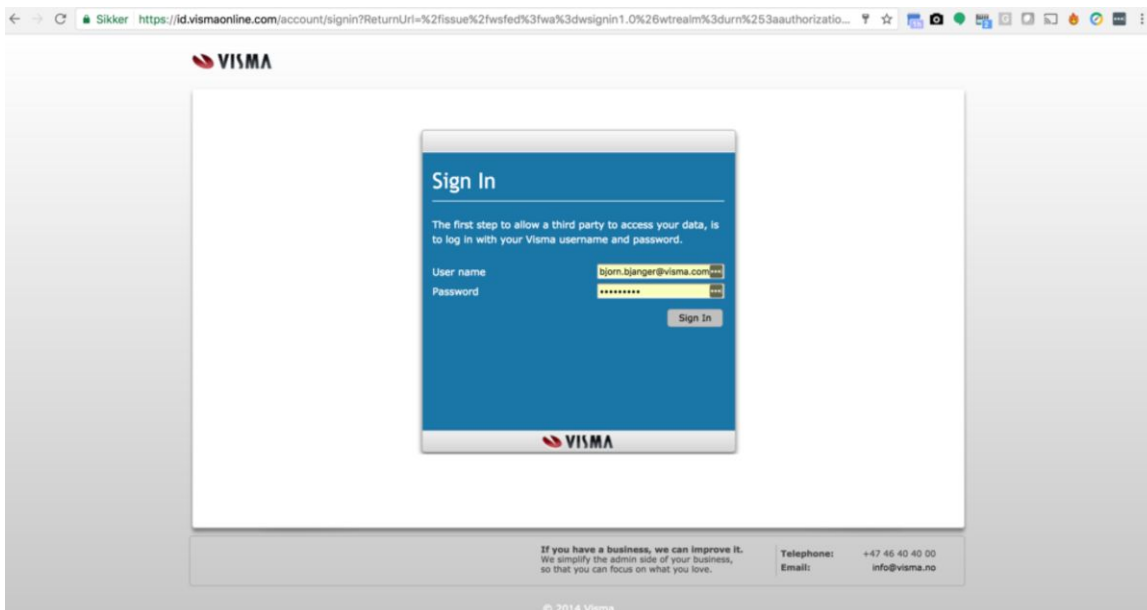 Sikker https://id.vismaonline.com/account/signin?ReturnUrl=%2fissue%2fwsfed%3fwa%3dwsignin1.0%26wtrealm%3durn%253aauthorizatio...
VISMA
Sign In
The first step to allow a third party to access your data, is
to log in with your Visma username and password.
User name bjorn.bjanger@visma.com
Password
Sign In
VISMA
If you have a business, we can improve it.
We simplify the admin side of your business,
so that you can focus on what you love.
Telephone: +47 46 40 40 00
Email: info@visma.no
© 2014 Visma